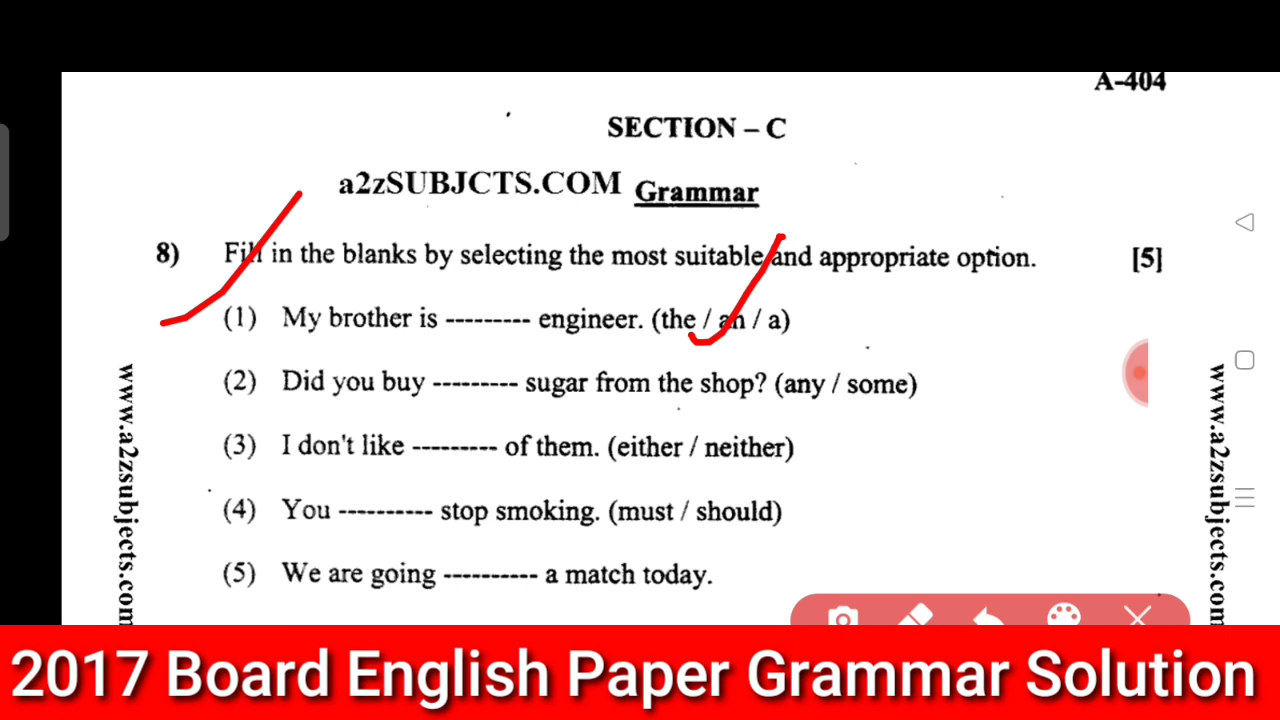 A-404
SECTION – C
a2zSUBJCTS.COM Grammar
8) Fill in the blanks by selecting the most suitable and appropriate option. [5]
(1) My brother is --------- engineer. (the / an / a)
(2) Did you buy --------- sugar from the shop? (any / some)
(3) I don't like --------- of them. (either / neither)
(4) You ---------- stop smoking. (must / should)
(5) We are going ---------- a match today.
www.a2zsubjects.com
www.a2zsubjects.com
2017 Board English Paper Grammar Solution